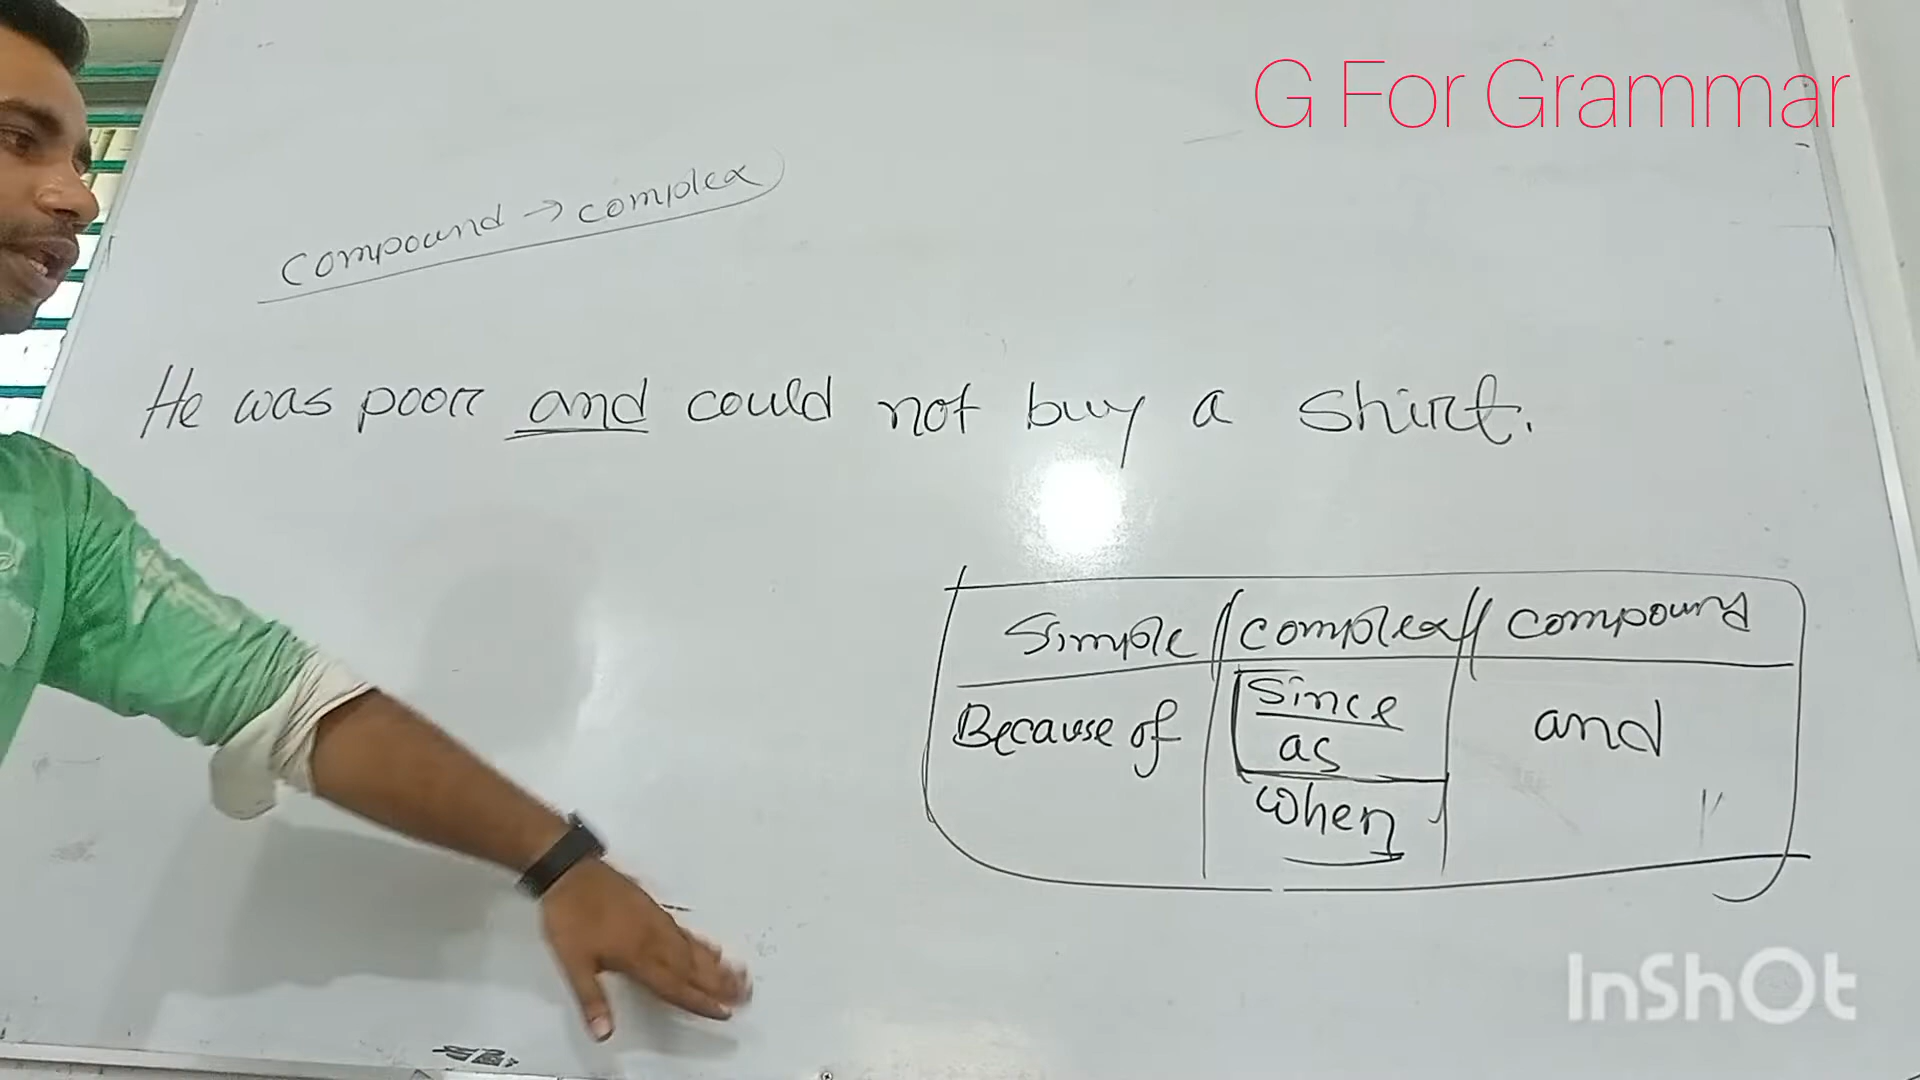 G For Grammar
compound → complex
He was poor and could not buy a shirt.
Simple // complex // compound
Because of
Since
as
when
and
InShOt